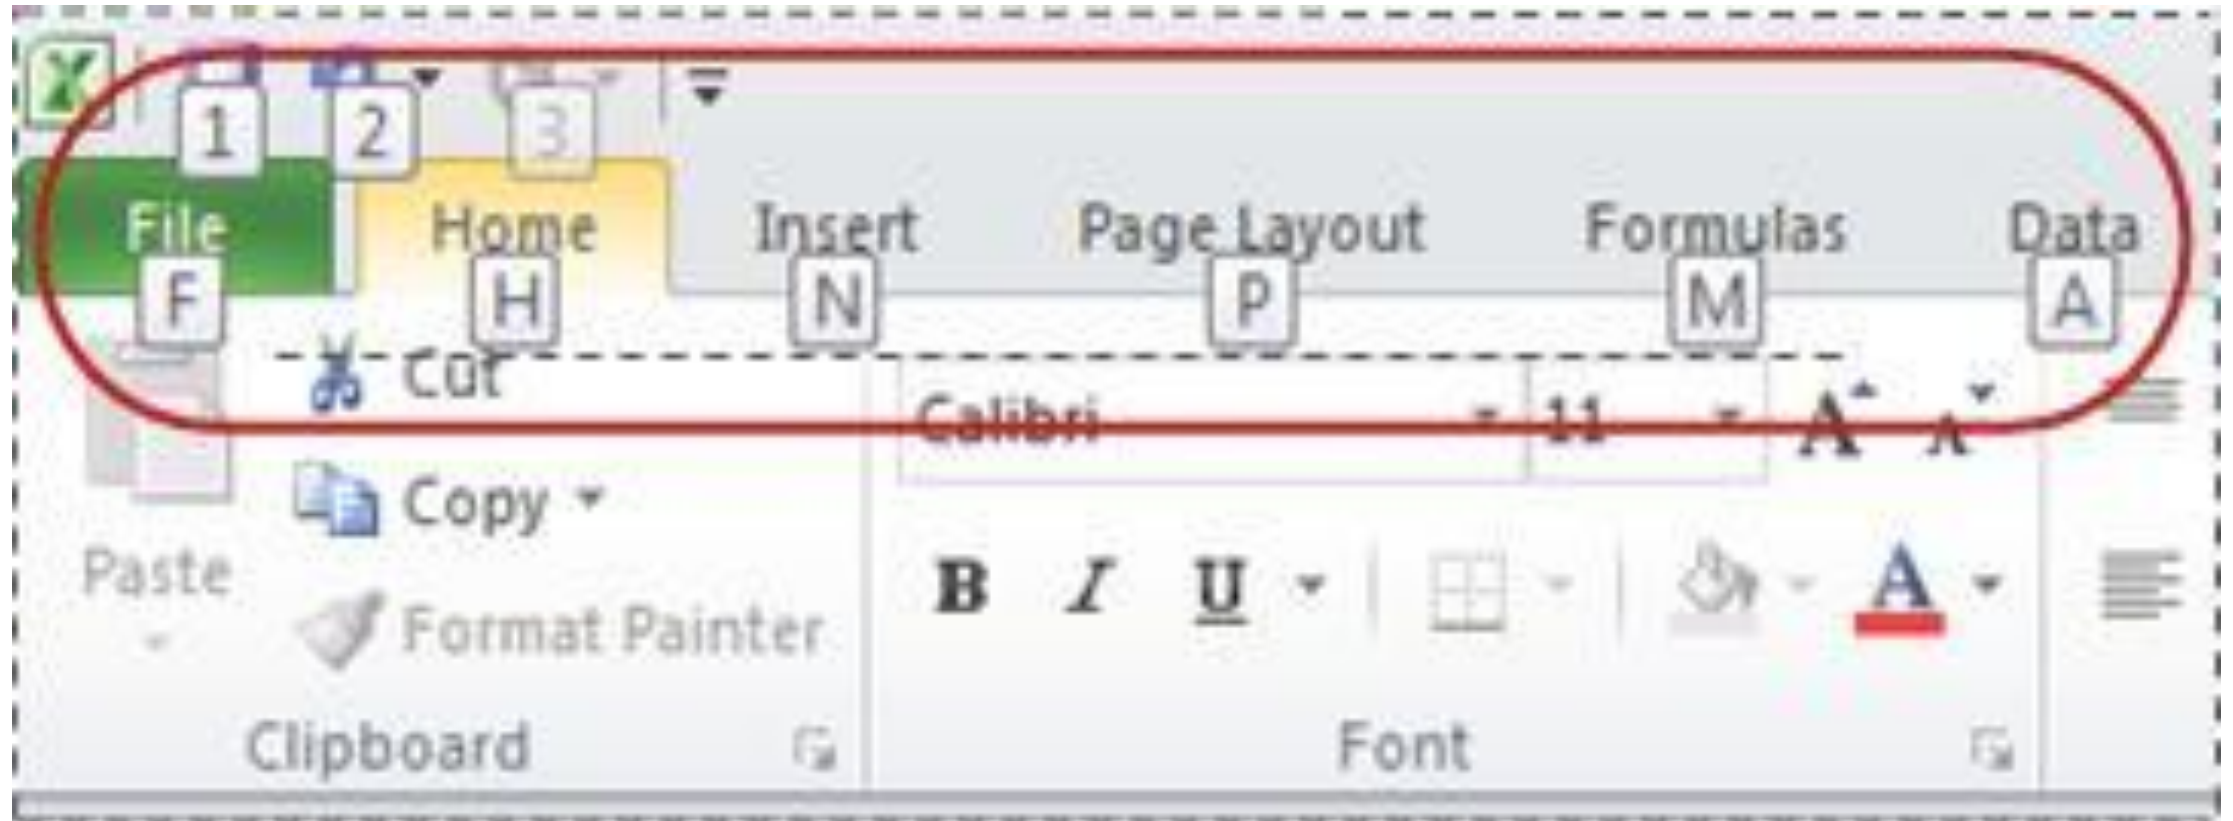 1 2 3
File Home Insert Page Layout Formulas Data
F H N P M A
Cut
Calibri 11
Copy
Paste
Format Painter
B I U A
Clipboard Font